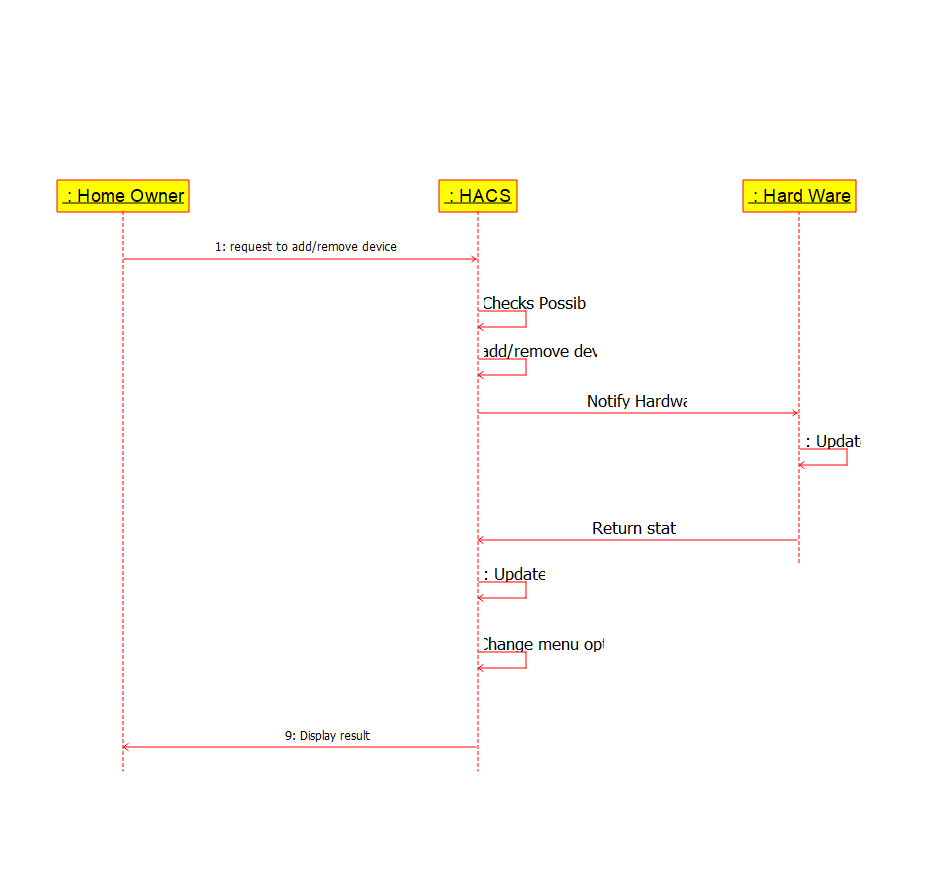 : Home Owner
: HACS
: Hard Ware
1: request to add/remove device
Checks Possib
add/remove dev
Notify Hardwa
: Updat
Return stat
: Update
Change menu opt
9: Display result